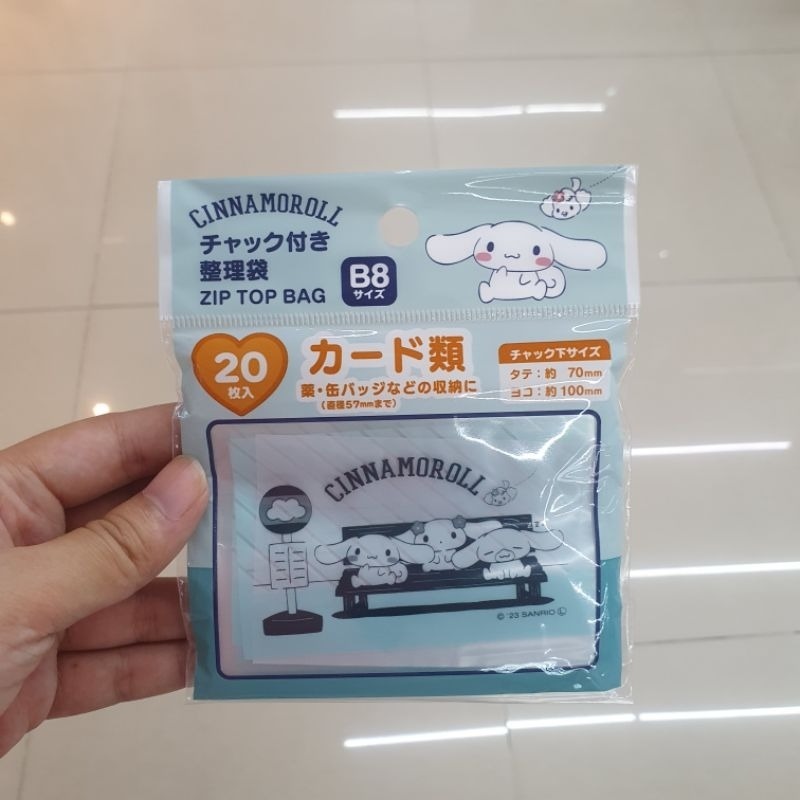 CINNAMOROLL
チャック付き
整理袋
ZIP TOP BAG
B8
サイズ
20
枚入
カード類
薬・缶バッジなどの収納に
(直径57mmまで)
チャック下サイズ
タテ：約 70mm
ヨコ：約 100mm
CINNAMOROLL
z z z
© '23 SANRIO Ⓛ